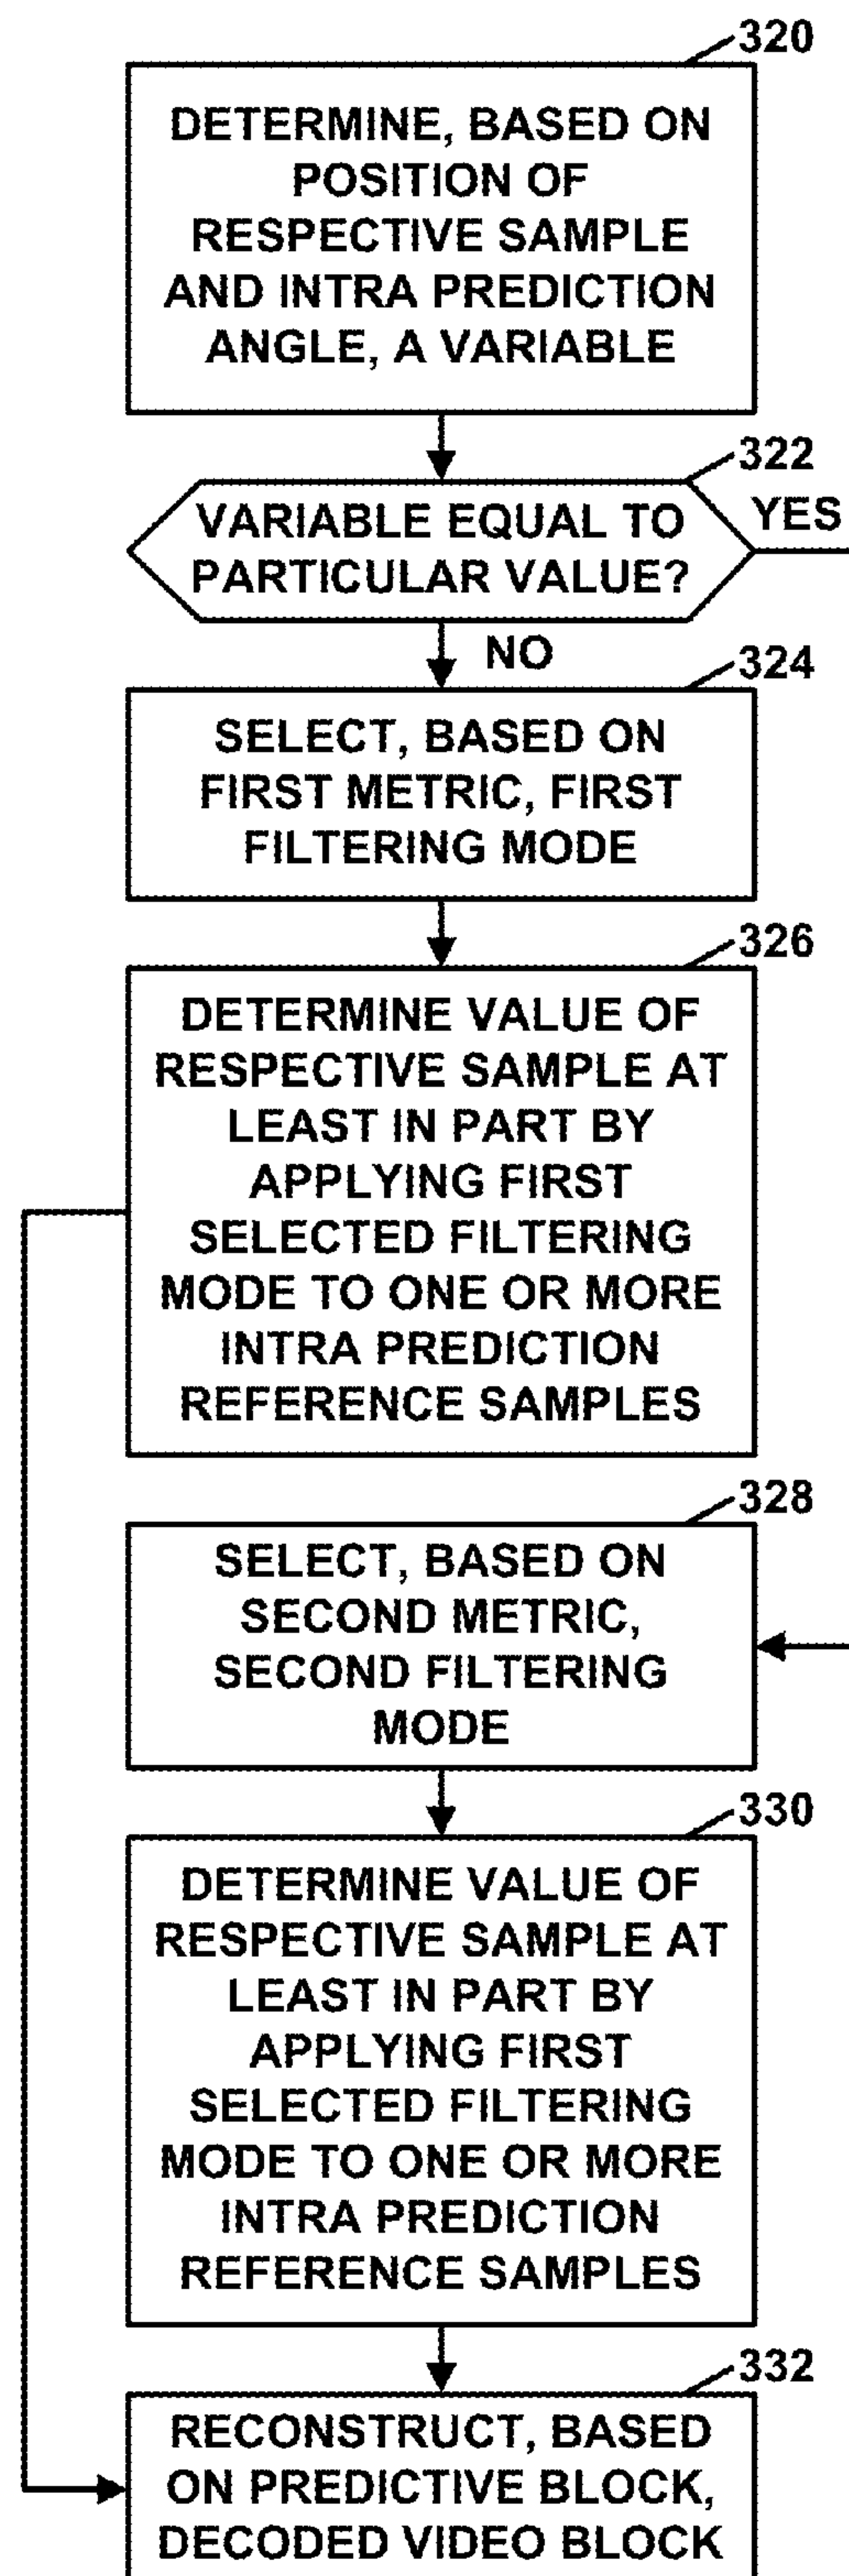 320
DETERMINE, BASED ON
POSITION OF
RESPECTIVE SAMPLE
AND INTRA PREDICTION
ANGLE, A VARIABLE
322
VARIABLE EQUAL TO
PARTICULAR VALUE?
YES
NO
324
SELECT, BASED ON
FIRST METRIC, FIRST
FILTERING MODE
326
DETERMINE VALUE OF
RESPECTIVE SAMPLE AT
LEAST IN PART BY
APPLYING FIRST
SELECTED FILTERING
MODE TO ONE OR MORE
INTRA PREDICTION
REFERENCE SAMPLES
328
SELECT, BASED ON
SECOND METRIC,
SECOND FILTERING
MODE
330
DETERMINE VALUE OF
RESPECTIVE SAMPLE AT
LEAST IN PART BY
APPLYING FIRST
SELECTED FILTERING
MODE TO ONE OR MORE
INTRA PREDICTION
REFERENCE SAMPLES
332
RECONSTRUCT, BASED
ON PREDICTIVE BLOCK,
DECODED VIDEO BLOCK